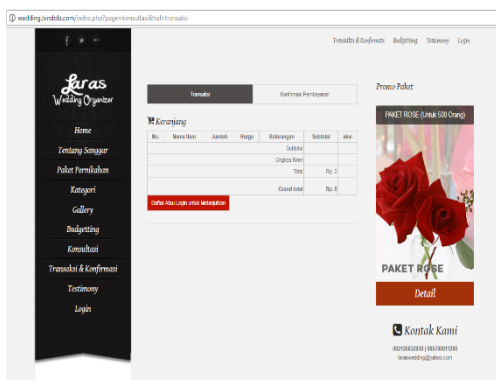 wedding.bindola.com/index.php?page=konsultasi&hal=transaksi
Transaksi & Konfirmasi Budgetting Testimony Login
Laras
Wedding Organizer
Home
Tentang Sanggar
Paket Pernikahan
Kategori
Gallery
Budgetting
Konsultasi
Transaksi & Konfirmasi
Testimony
Login
Transaksi Konfirmasi Pembayaran
Keranjang
No. Nama Item Jumlah Harga Keterangan Subtotal aksi
Subtotal
Ongkos Kirim
Total Rp. 0
Grand total Rp. 0
Daftar Atau Login untuk Melanjutkan
Promo Paket
PAKET ROSE (Untuk 500 Orang)
PAKET ROSE
Detail
Kontak Kami
laraswedding@yahoo.com